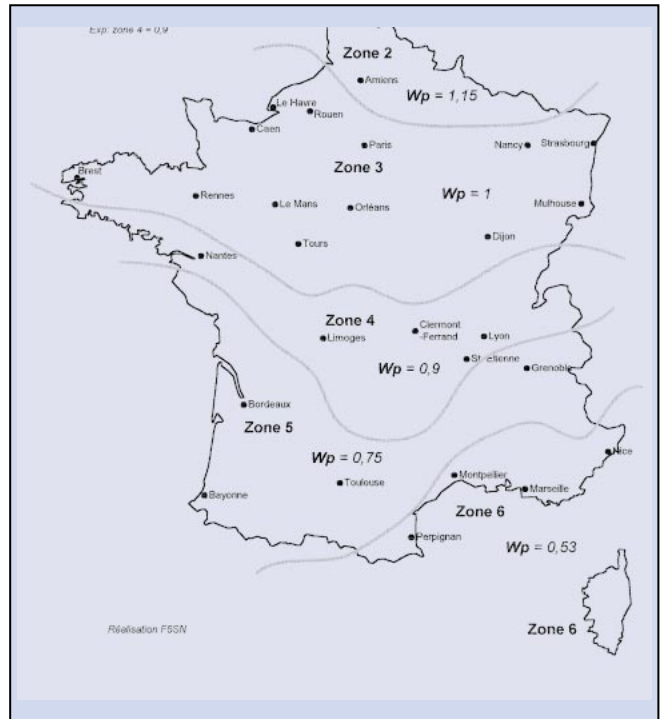 Exp: zone 4 = 0,9
Zone 2
Amiens
Wp = 1,15
Le Havre
Rouen
Caen
Paris
Nancy
Strasbourg
Zone 3
Brest
Rennes
Le Mans
Orléans
Wp = 1
Mulhouse
Tours
Dijon
Nantes
Zone 4
Clermont
-Ferrand
Lyon
Limoges
St-Etienne
Wp = 0,9
Grenoble
Bordeaux
Zone 5
Wp = 0,75
Nice
Montpellier
Toulouse
Marseille
Bayonne
Zone 6
Perpignan
Wp = 0,53
Réalisation F5SN
Zone 6